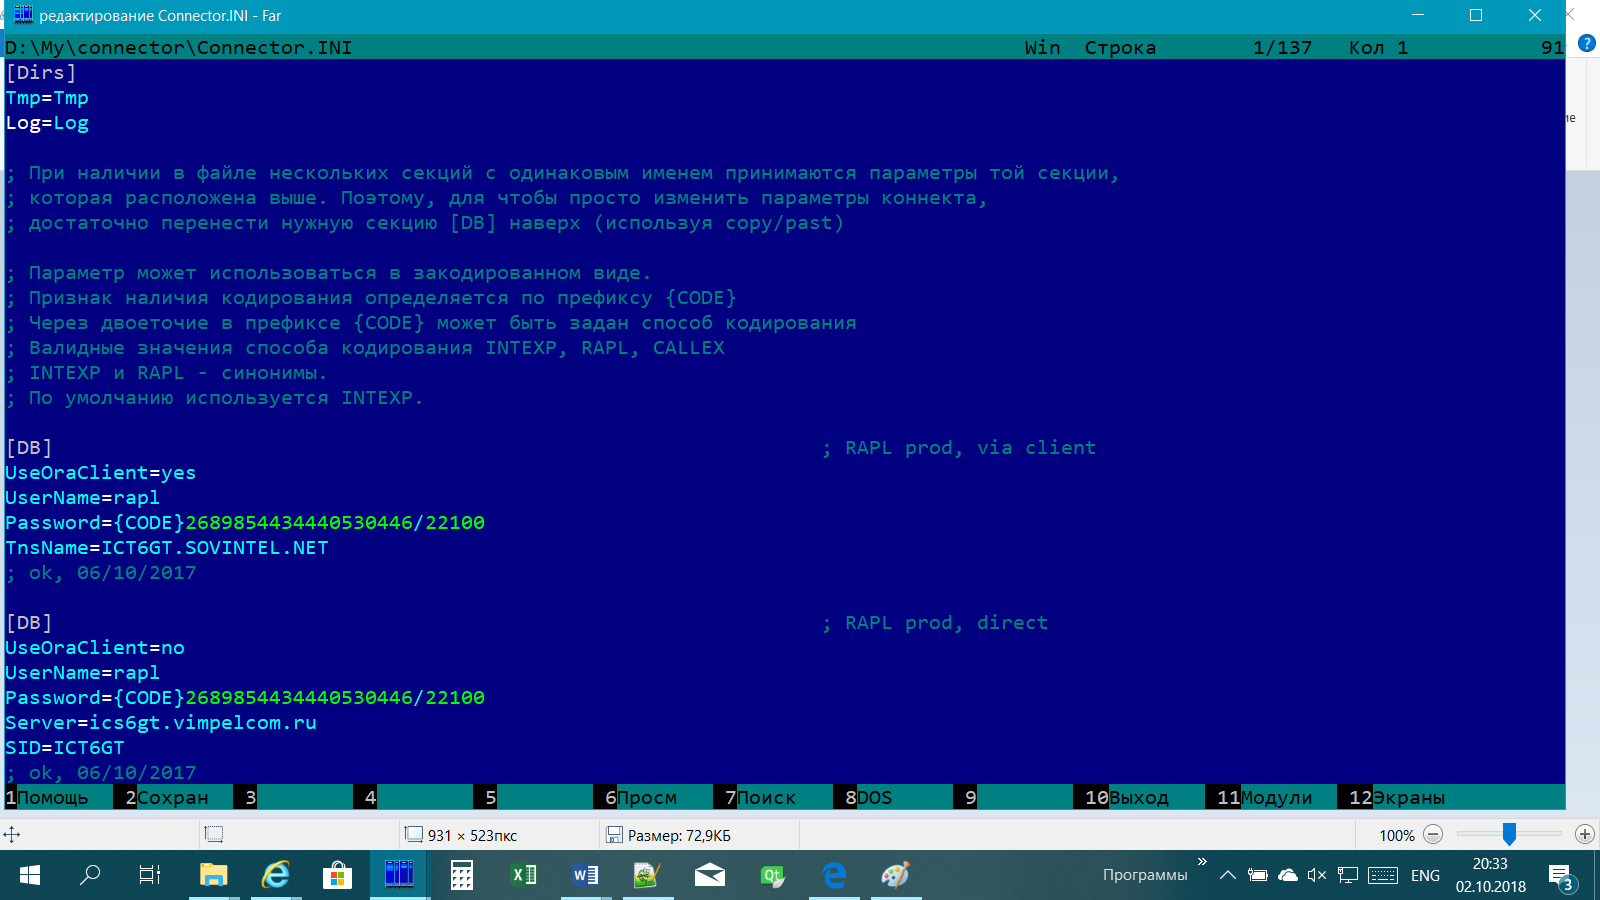 редактирование Connector.INI - Far
D:\My\connector\Connector.INI Win Строка 1/137 Кол 1 91
[Dirs]
Tmp=Tmp
Log=Log
; При наличии в файле нескольких секций с одинаковым именем принимаются параметры той секции,
; которая расположена выше. Поэтому, для чтобы просто изменить параметры коннекта,
; достаточно перенести нужную секцию [DB] наверх (используя copy/past)
; Параметр может использоваться в закодированном виде.
; Признак наличия кодирования определяется по префиксу {CODE}
; Через двоеточие в префиксе {CODE} может быть задан способ кодирования
; Валидные значения способа кодирования INTEXP, RAPL, CALLEX
; INTEXP и RAPL - синонимы.
; По умолчанию используется INTEXP.
[DB] ; RAPL prod, via client
UseOraClient=yes
UserName=rapl
Password={CODE}2689854434440530446/22100
TnsName=ICT6GT.SOVINTEL.NET
; ok, 06/10/2017
[DB] ; RAPL prod, direct
UseOraClient=no
UserName=rapl
Password={CODE}2689854434440530446/22100
Server=ics6gt.vimpelcom.ru
SID=ICT6GT
; ok, 06/10/2017
1Помощь 2Сохран 3 4 5 6Просм 7Поиск 8DOS 9 10Выход 11Модули 12Экраны
931 × 523пкс Размер: 72,9КБ 100%
Программы ENG 20:33
02.10.2018 3